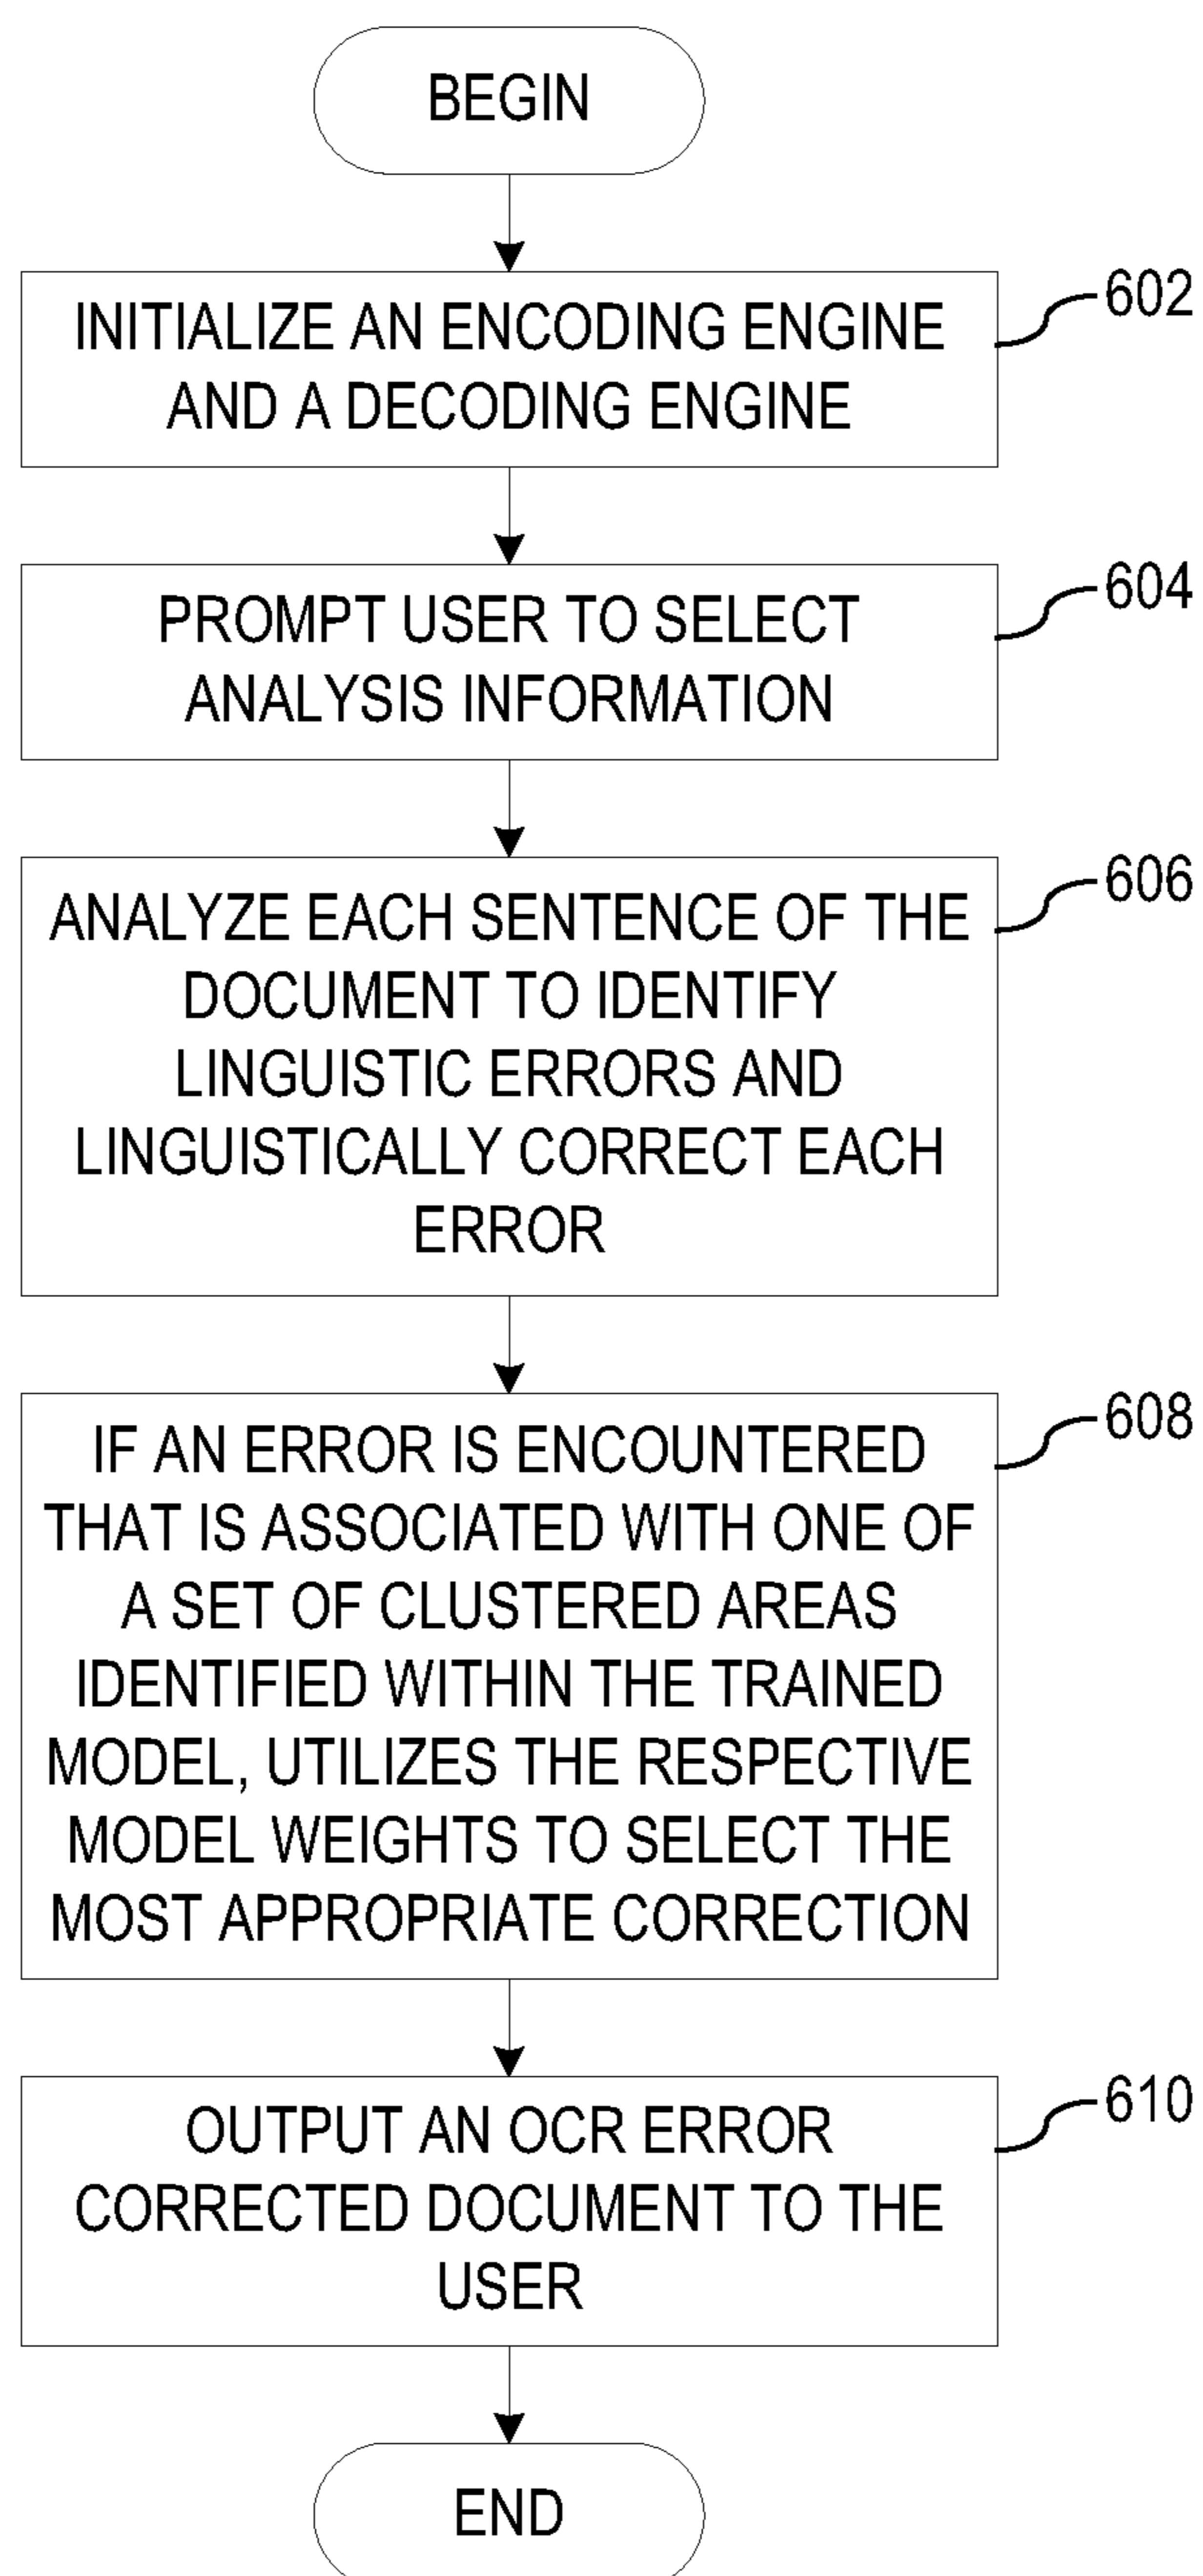 BEGIN
602
INITIALIZE AN ENCODING ENGINE
AND A DECODING ENGINE
604
PROMPT USER TO SELECT
ANALYSIS INFORMATION
606
ANALYZE EACH SENTENCE OF THE
DOCUMENT TO IDENTIFY
LINGUISTIC ERRORS AND
LINGUISTICALLY CORRECT EACH
ERROR
608
IF AN ERROR IS ENCOUNTERED
THAT IS ASSOCIATED WITH ONE OF
A SET OF CLUSTERED AREAS
IDENTIFIED WITHIN THE TRAINED
MODEL, UTILIZES THE RESPECTIVE
MODEL WEIGHTS TO SELECT THE
MOST APPROPRIATE CORRECTION
610
OUTPUT AN OCR ERROR
CORRECTED DOCUMENT TO THE
USER
END